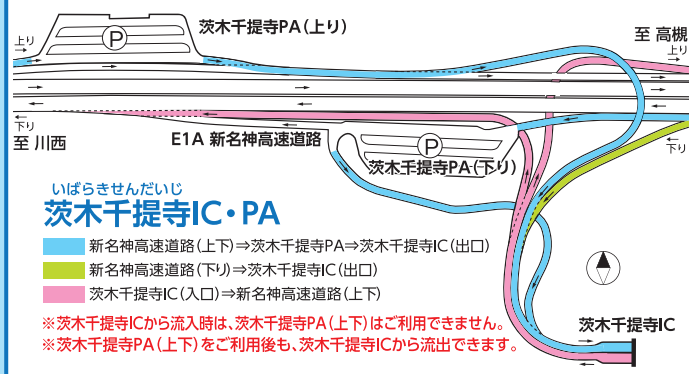 茨木千提寺PA(上り)
P
上り
至 高槻
上り
下り
至 川西
E1A 新名神高速道路
P
茨木千提寺PA(下り)
下り
いばらきせんだいじ
茨木千提寺IC・PA
新名神高速道路(上下)⇒茨木千提寺PA⇒茨木千提寺IC(出口)
新名神高速道路(下り)⇒茨木千提寺IC(出口)
茨木千提寺IC(入口)⇒新名神高速道路(上下)
※茨木千提寺ICから流入時は、茨木千提寺PA(上下)はご利用できません。
※茨木千提寺PA(上下)をご利用後も、茨木千提寺ICから流出できます。
茨木千提寺IC